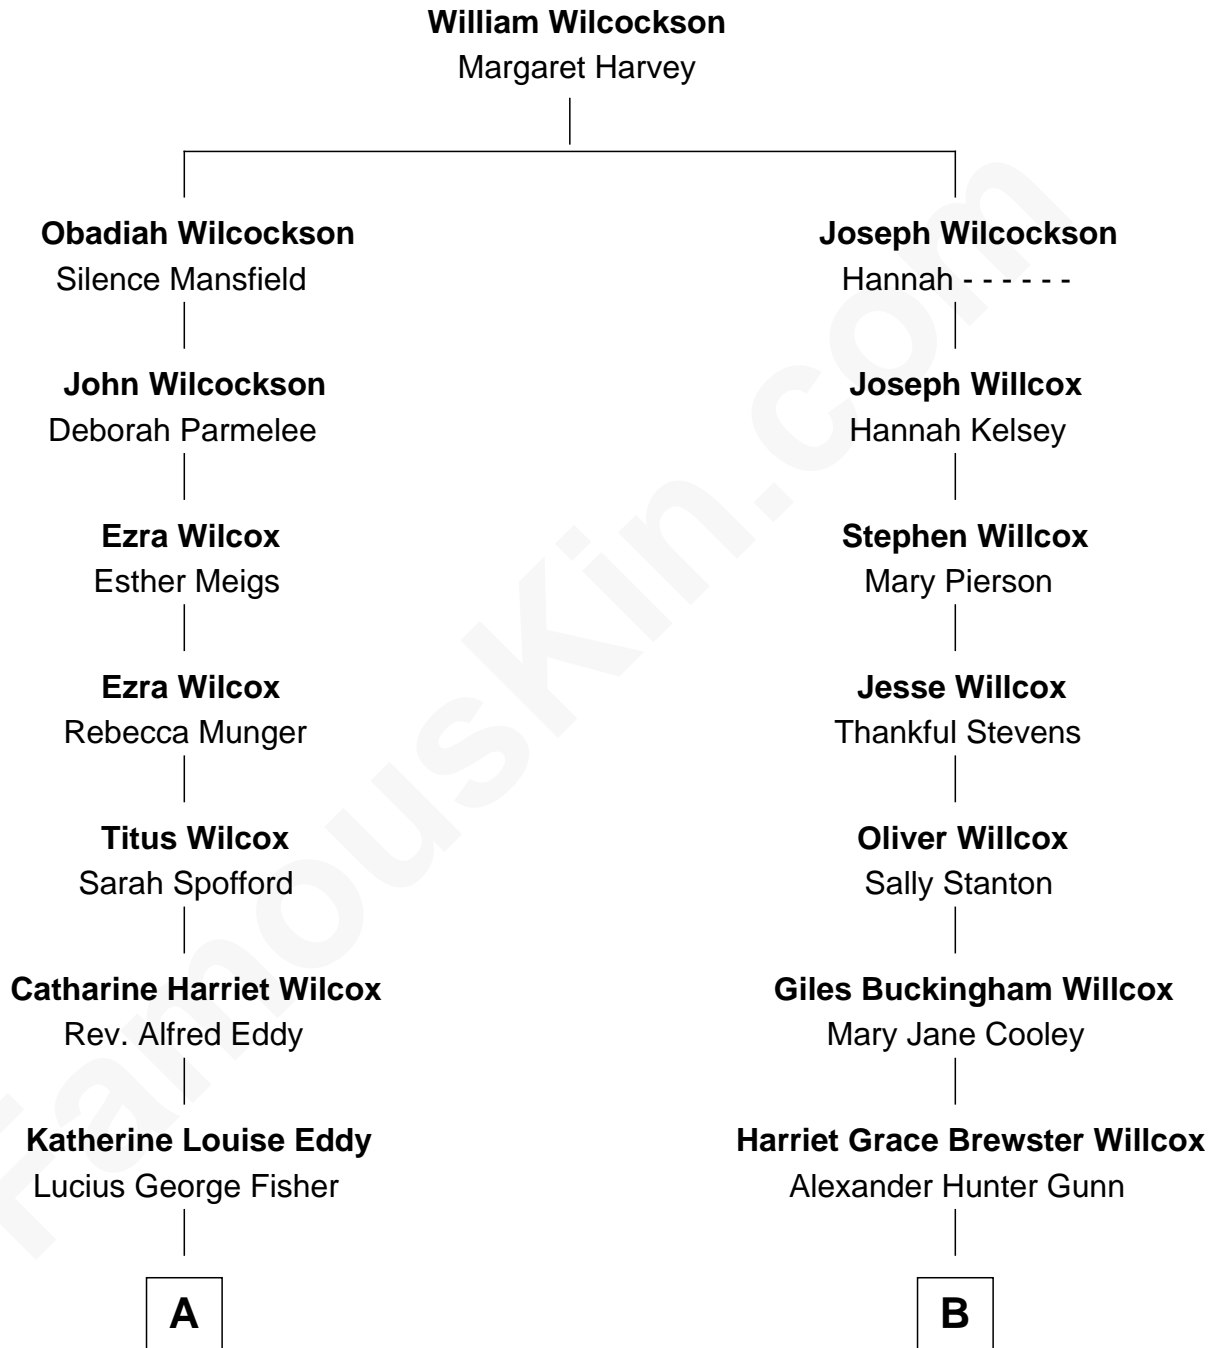 William Wilcockson
Margaret Harvey
Obadiah Wilcockson
Silence Mansfield
Joseph Wilcockson
Hannah - - - - - -
John Wilcockson
Deborah Parmelee
Joseph Willcox
Hannah Kelsey
Ezra Wilcox
Esther Meigs
Stephen Willcox
Mary Pierson
Ezra Wilcox
Rebecca Munger
Jesse Willcox
Thankful Stevens
Titus Wilcox
Sarah Spofford
Oliver Willcox
Sally Stanton
Catharine Harriet Wilcox
Rev. Alfred Eddy
Giles Buckingham Willcox
Mary Jane Cooley
Katherine Louise Eddy
Lucius George Fisher
Harriet Grace Brewster Willcox
Alexander Hunter Gunn
A
B
FamousKin.com